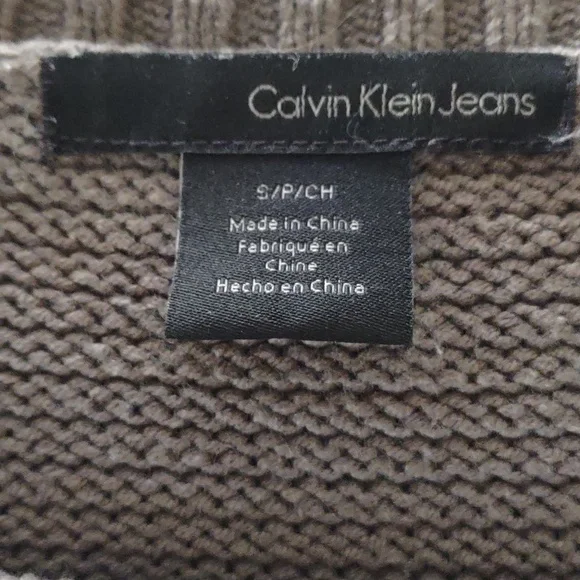 Calvin Klein Jeans
S/P/CH
Made in China
Fabriqué en
Chine
Hecho en China